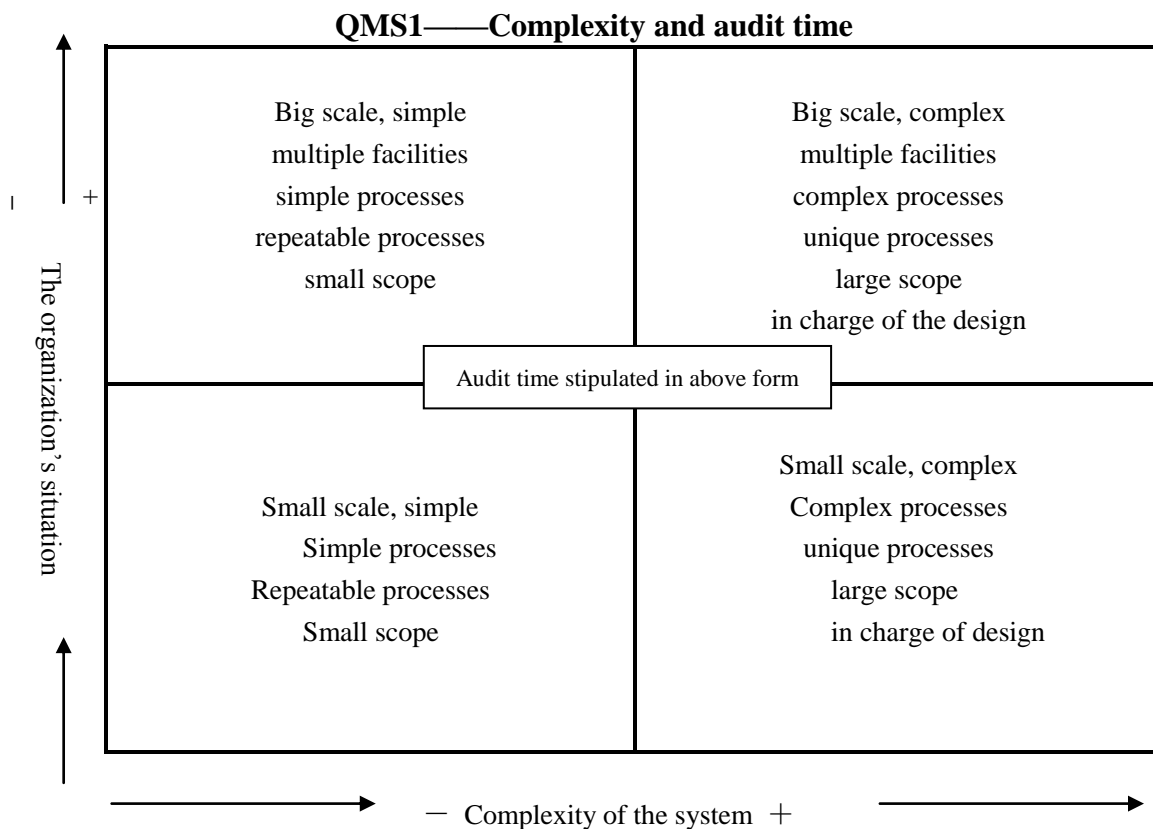 QMS1——Complexity and audit time
Big scale, simple
multiple facilities
simple processes
repeatable processes
small scope
Big scale, complex
multiple facilities
complex processes
unique processes
large scope
in charge of the design
－ ＋
The organization’s situation
Audit time stipulated in above form
Small scale, simple
Simple processes
Repeatable processes
Small scope
Small scale, complex
Complex processes
unique processes
large scope
in charge of design
－ Complexity of the system ＋